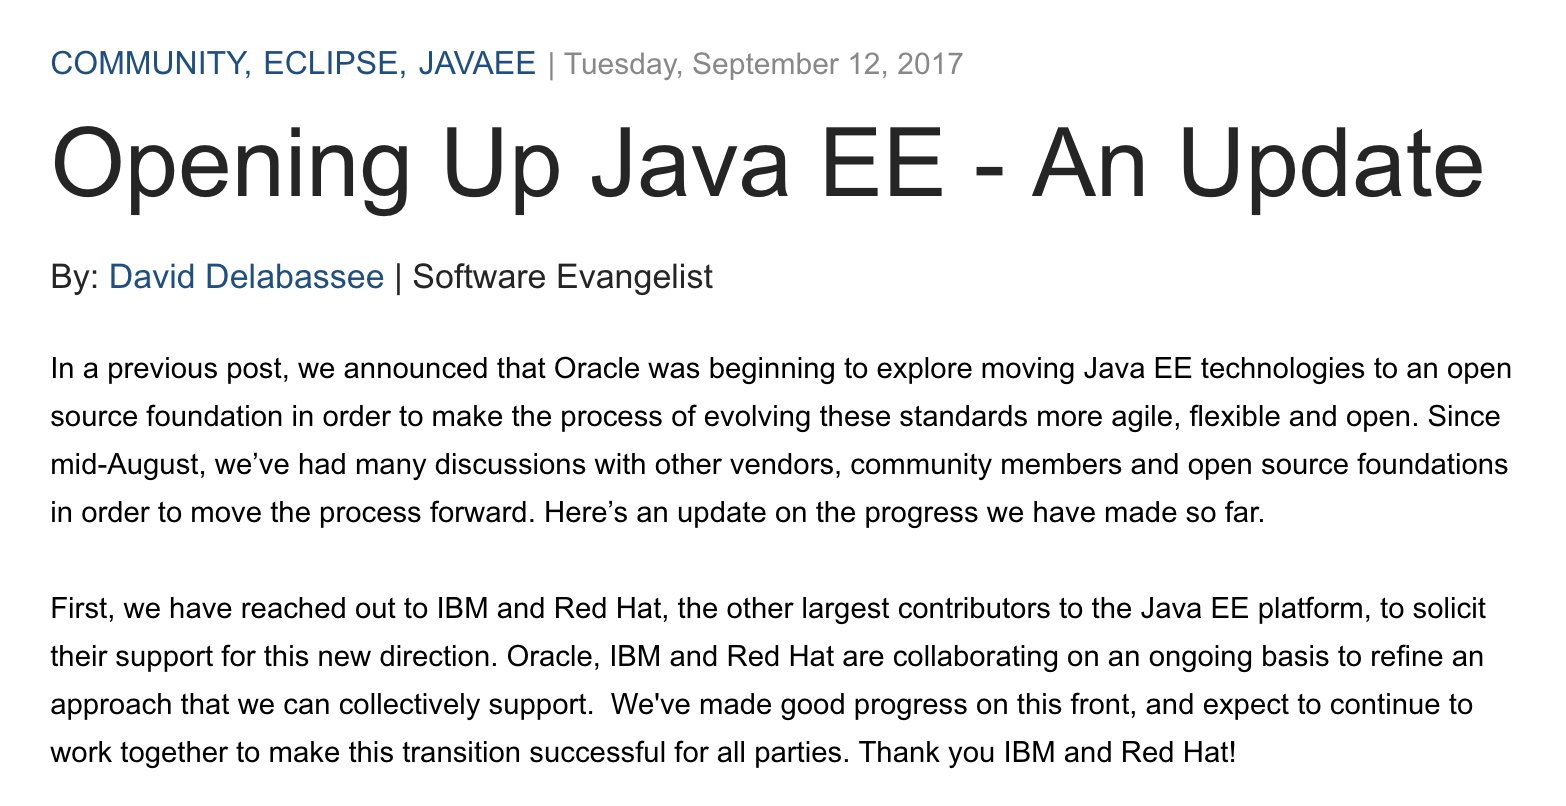 COMMUNITY, ECLIPSE, JAVAEE | Tuesday, September 12, 2017
Opening Up Java EE - An Update
By: David Delabassee | Software Evangelist
In a previous post, we announced that Oracle was beginning to explore moving Java EE technologies to an open
source foundation in order to make the process of evolving these standards more agile, flexible and open. Since
mid-August, we’ve had many discussions with other vendors, community members and open source foundations
in order to move the process forward. Here’s an update on the progress we have made so far.
First, we have reached out to IBM and Red Hat, the other largest contributors to the Java EE platform, to solicit
their support for this new direction. Oracle, IBM and Red Hat are collaborating on an ongoing basis to refine an
approach that we can collectively support.  We've made good progress on this front, and expect to continue to
work together to make this transition successful for all parties. Thank you IBM and Red Hat!